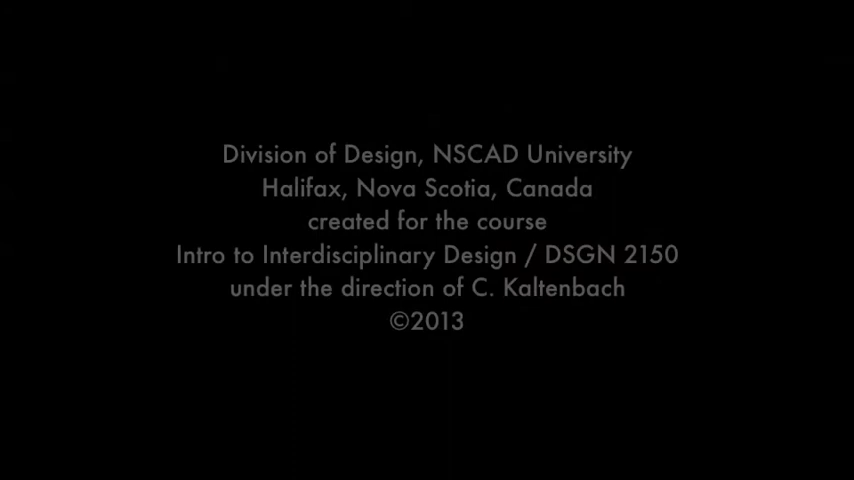 Division of Design, NSCAD University
Halifax, Nova Scotia, Canada
created for the course
Intro to Interdisciplinary Design / DSGN 2150
under the direction of C. Kaltenbach
©2013